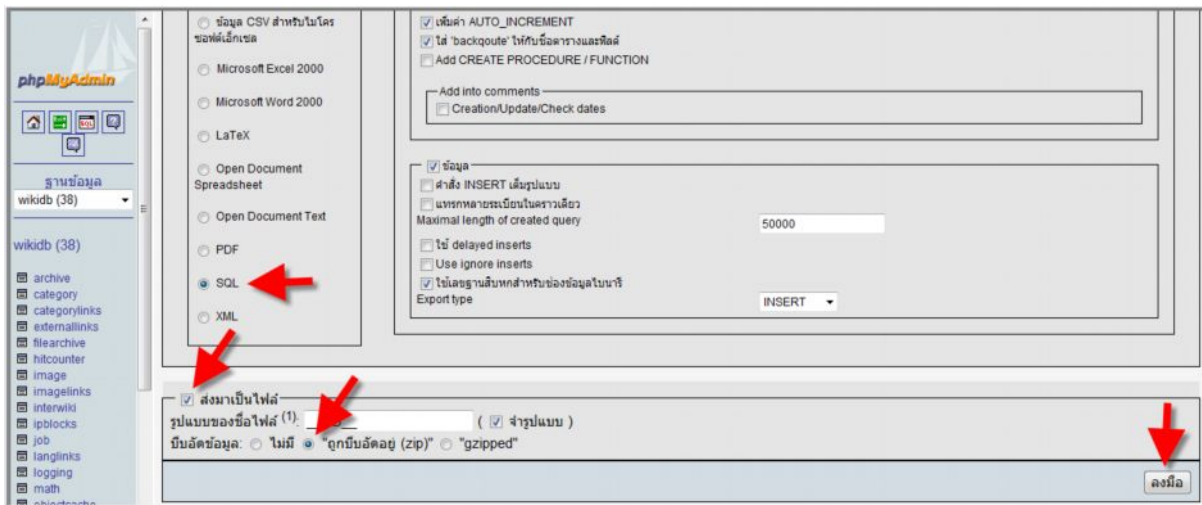 phpMyAdmin
SQL
ฐานข้อมูล
wikidb (38)
wikidb (38)
archive
category
categorylinks
externallinks
filearchive
hitcounter
image
imagelinks
interwiki
ipblocks
job
langlinks
logging
math
objectcache
ข้อมูล CSV สำหรับไมโคร
ซอฟต์เอ็กเซล
Microsoft Excel 2000
Microsoft Word 2000
LaTeX
Open Document
Spreadsheet
Open Document Text
PDF
SQL
XML
เพิ่มค่า AUTO_INCREMENT
ใส่ 'backqoute' ให้กับชื่อตารางและฟิลด์
Add CREATE PROCEDURE / FUNCTION
Add into comments
Creation/Update/Check dates
ข้อมูล
คำสั่ง INSERT เต็มรูปแบบ
แทรกหลายระเบียนในคราวเดียว
Maximal length of created query 50000
ใช้ delayed inserts
Use ignore inserts
ใช้เลขฐานสิบหกสำหรับช่องข้อมูลไบนารี
Export type INSERT
ส่งมาเป็นไฟล์
รูปแบบของชื่อไฟล์ (1): ( จำรูปแบบ )
บีบอัดข้อมูล: ไม่มี "ถูกบีบอัดอยู่ (zip)" "gzipped"
ลงมือ